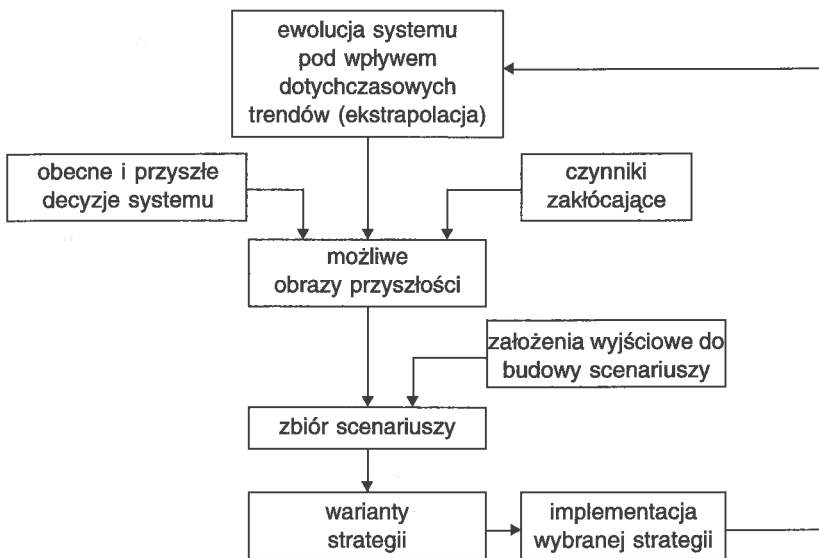 ewolucja systemu
pod wpływem
dotychczasowych
trendów (ekstrapolacja)
obecne i przyszłe
decyzje systemu
czynniki
zakłócające
możliwe
obrazy przyszłości
założenia wyjściowe do
budowy scenariuszy
zbiór scenariuszy
warianty
strategii
implementacja
wybranej strategii